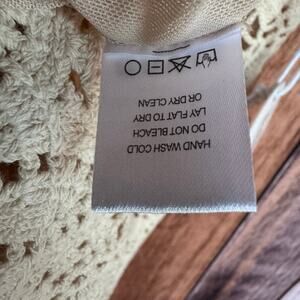 HAND WASH COLD
DO NOT BLEACH
LAY FLAT TO DRY
OR DRY CLEAN